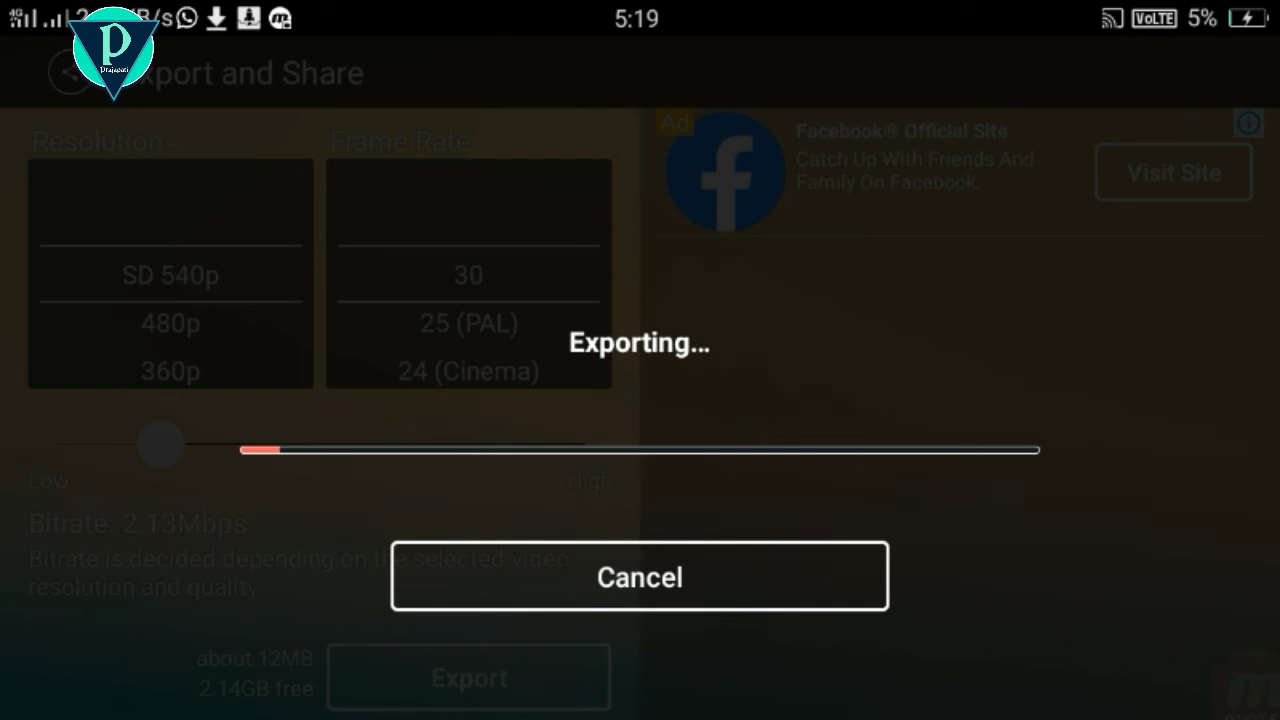 5:19
VoLTE
5%
4G
P
Prajapati
Export and Share
Resolution
Frame Rate
SD 540p
480p
360p
30
25 (PAL)
24 (Cinema)
Ad
Facebook® Official Site
Catch Up With Friends And
Family On Facebook.
Visit Site
Exporting...
Low
High
Bitrate: 2.13Mbps
Bitrate is decided depending on the selected video
resolution and quality
Cancel
about 12MB
2.14GB free
Export